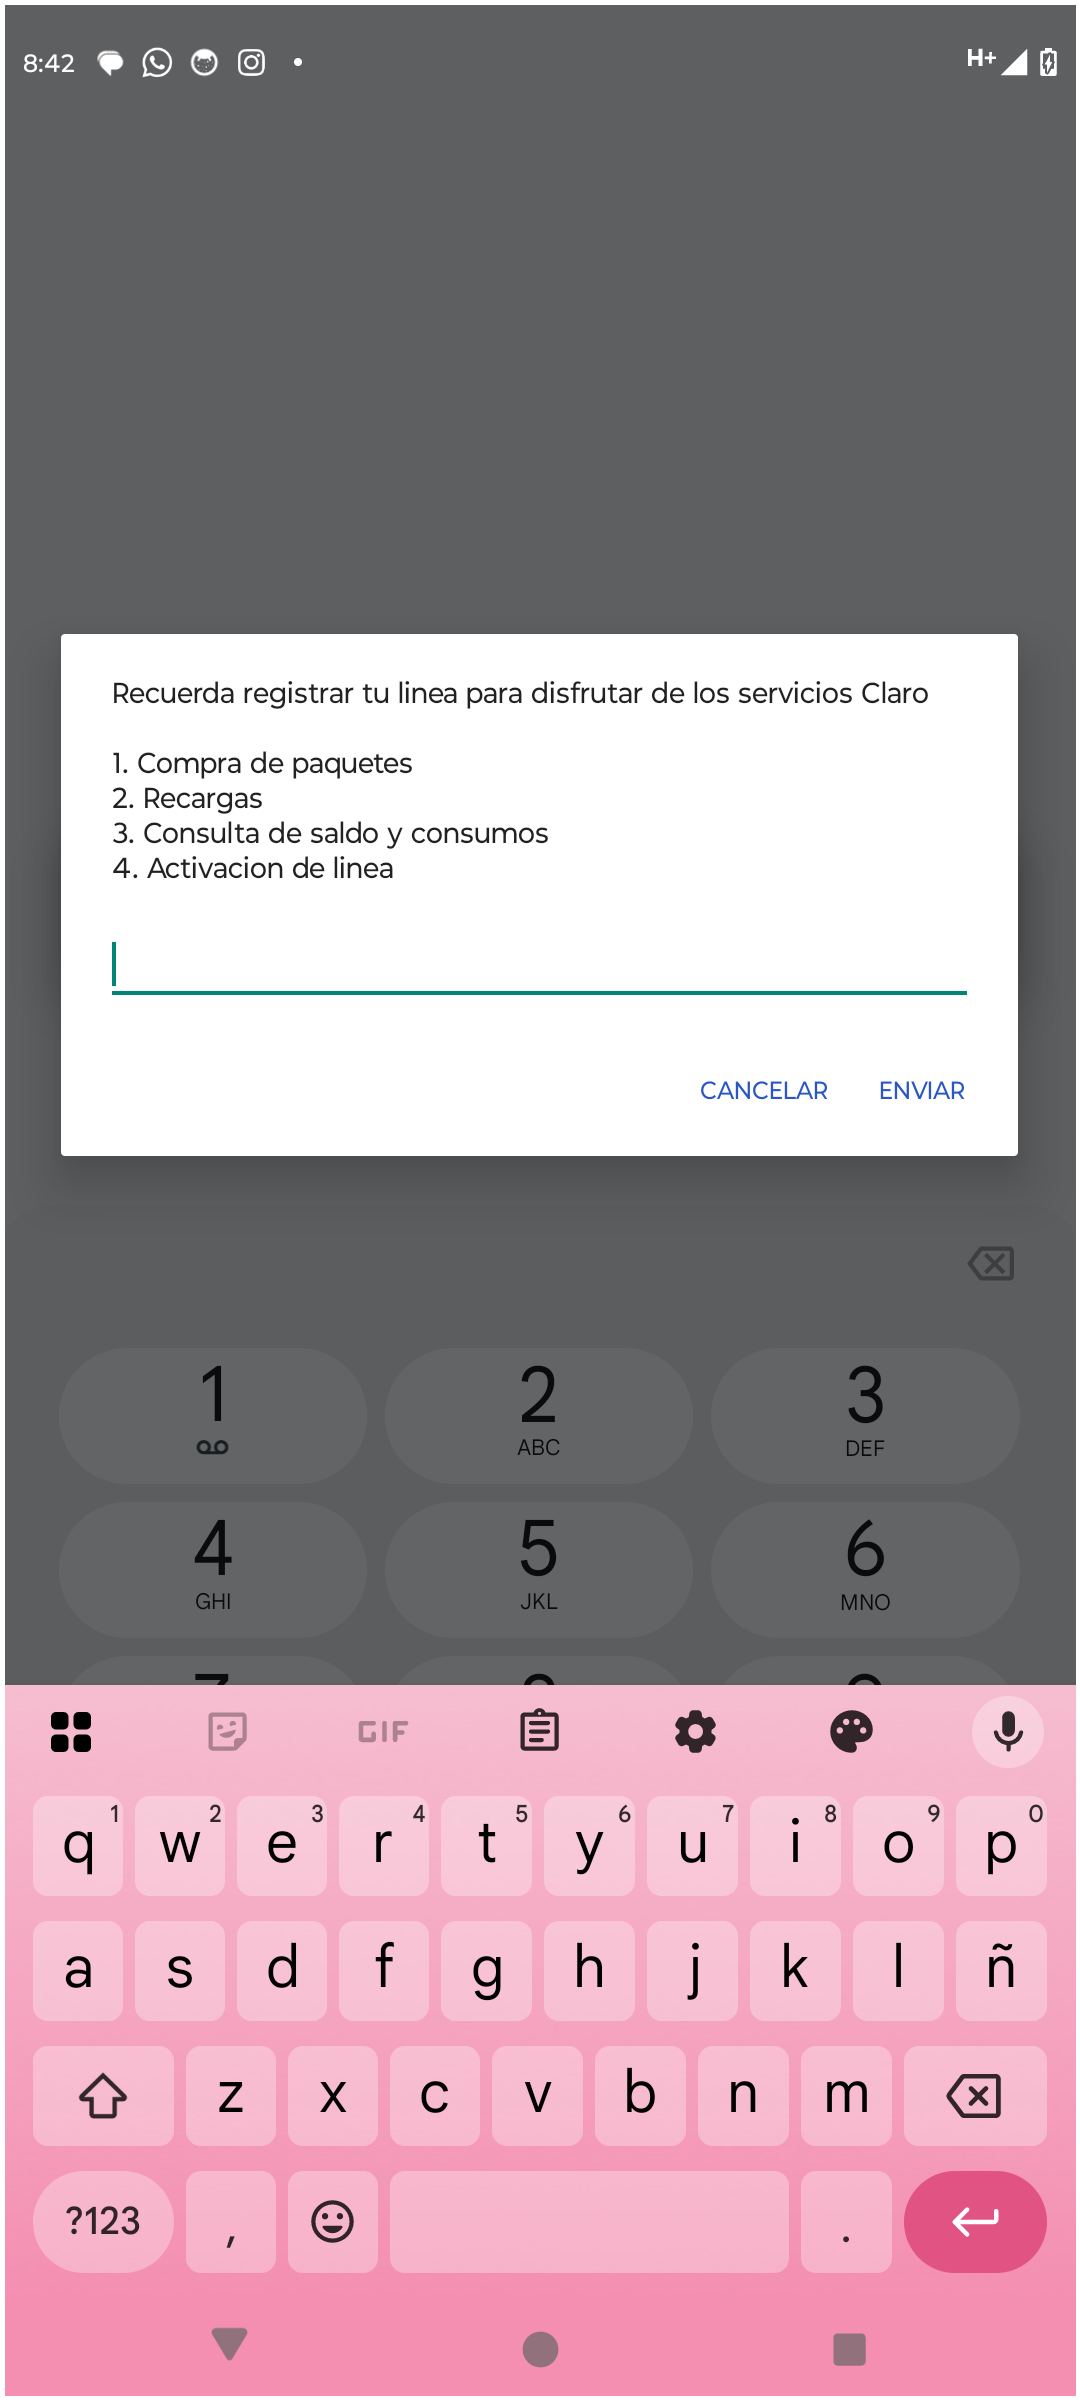 8:42
H+
Recuerda registrar tu linea para disfrutar de los servicios Claro
1. Compra de paquetes
2. Recargas
3. Consulta de saldo y consumos
4. Activacion de linea
CANCELAR ENVIAR
1 2 3
ABC DEF
4 5 6
GHI JKL MNO
GIF
1 2 3 4 5 6 7 8 9 0
q w e r t y u i o p
a s d f g h j k l ñ
z x c v b n m
?123 , .